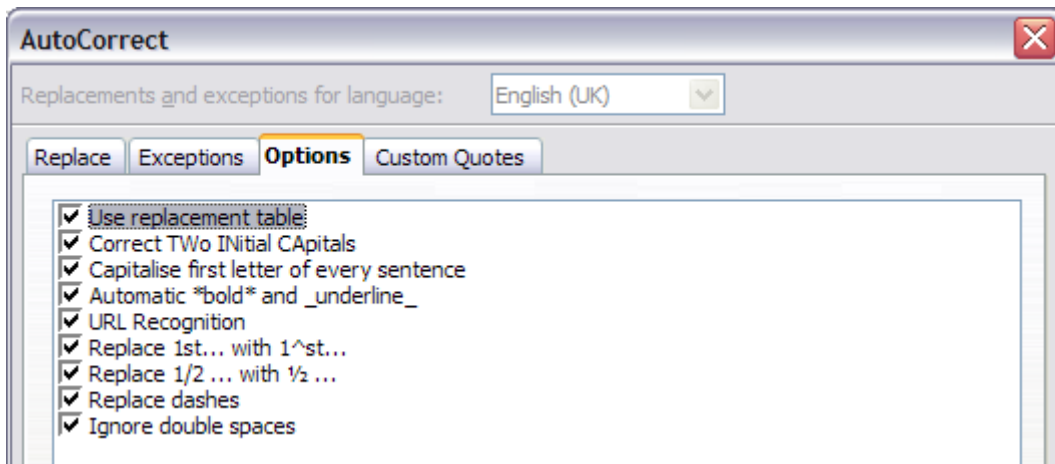 AutoCorrect
Replacements and exceptions for language: English (UK)
Replace Exceptions Options Custom Quotes
Use replacement table
Correct TWo INitial CApitals
Capitalise first letter of every sentence
Automatic *bold* and _underline_
URL Recognition
Replace 1st... with 1^st...
Replace 1/2 ... with ½ ...
Replace dashes
Ignore double spaces